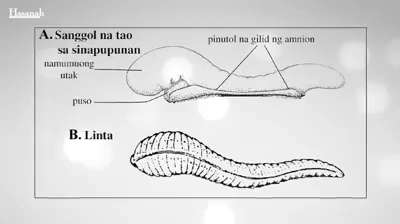 Hasanah
A. Sanggol na tao
sa sinapupunan
pinutol na gilid ng amnion
namumuong
utak
puso
B. Linta